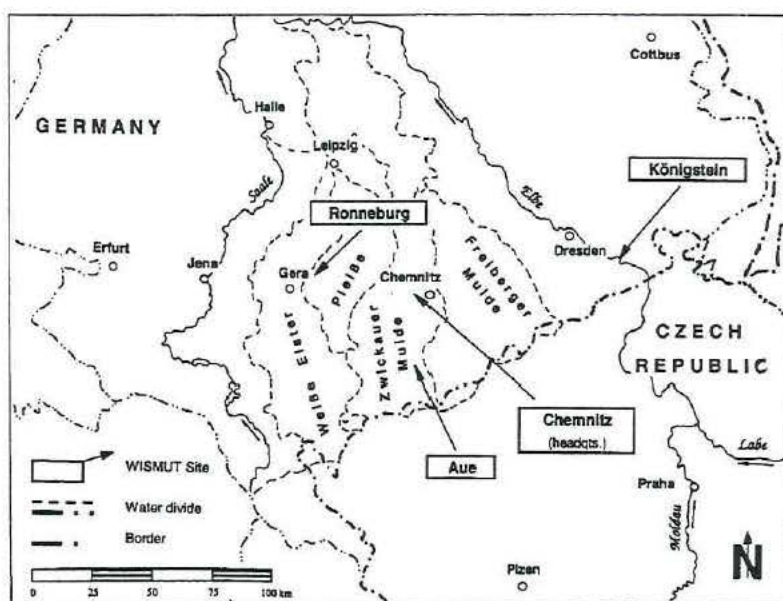 Cottbus
Halle
GERMANY
Leipzig
Königstein
Saale
Elbe
Ronneburg
Erfurt
Jena
Gera
Pleiße
Chemnitz
Freiberger
Mulde
Dresden
Weiße Elster
Zwickauer
Mulde
CZECH
REPUBLIC
Chemnitz
(headqts.)
Aue
Labe
Praha
Moldau
WISMUT Site
Water divide
Border
0 25 50 75 100 km
Plzen
N